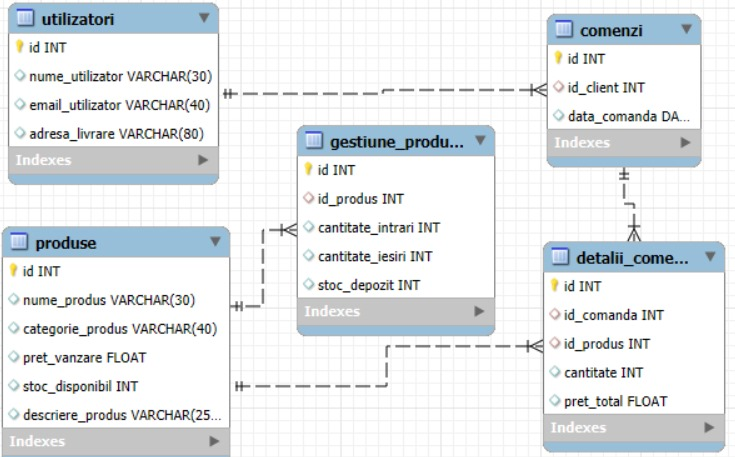 utilizatori
id INT
nume_utilizator VARCHAR(30)
email_utilizator VARCHAR(40)
adresa_livrare VARCHAR(80)
Indexes
comenzi
id INT
id_client INT
data_comanda DA...
Indexes
gestiune_produ...
id INT
id_produs INT
cantitate_intrari INT
cantitate_iesiri INT
stoc_depozit INT
Indexes
produse
id INT
nume_produs VARCHAR(30)
categorie_produs VARCHAR(40)
pret_vanzare FLOAT
stoc_disponibil INT
descriere_produs VARCHAR(25...
Indexes
detalii_come...
id INT
id_comanda INT
id_produs INT
cantitate INT
pret_total FLOAT
Indexes